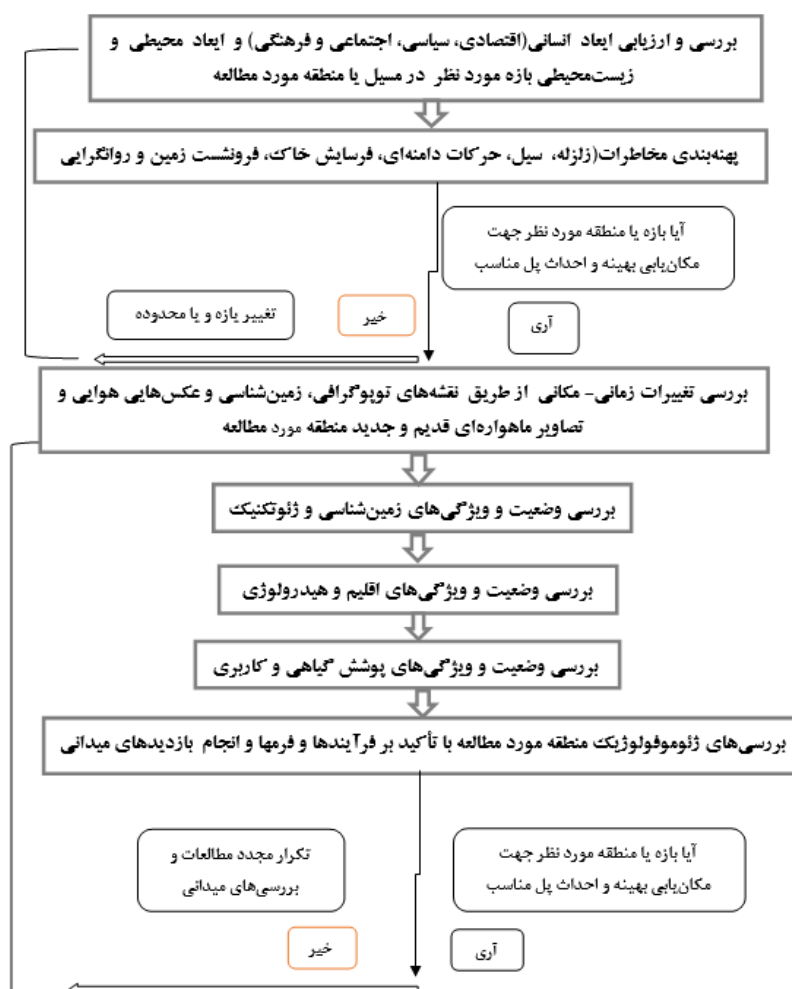 بررسی و ارزیابی ابعاد انسانی(اقتصادی، سیاسی، اجتماعی و فرهنگی) و ابعاد محیطی و
زیست‌محیطی بازه مورد نظر در مسیل یا منطقه مورد مطالعه
پهنه‌بندی مخاطرات(زلزله، سیل، حرکات دامنه‌ای، فرسایش خاک، فرونشست زمین و روانگرایی
آیا بازه یا منطقه مورد نظر جهت
مکان‌یابی بهینه و احداث پل مناسب
آری
خیر
تغییر یازه و یا محدوده
بررسی تغییرات زمانی- مکانی از طریق نقشه‌های توپوگرافی، زمین‌شناسی و عکس‌هایی هوایی و
تصاویر ماهواره‌ای قدیم و جدید منطقه مورد مطالعه
بررسی وضعیت و ویژگی‌های زمین‌شناسی و ژئوتکنیک
بررسی وضعیت و ویژگی‌های اقلیم و هیدرولوژی
بررسی وضعیت و ویژگی‌های پوشش گیاهی و کاربری
بررسی‌های ژئوموفولوژیک منطقه مورد مطالعه با تأکید بر فرآیندها و فرمها و انجام بازدیدهای میدانی
آیا بازه یا منطقه مورد نظر جهت
مکان‌یابی بهینه و احداث پل مناسب
تکرار مجدد مطالعات و
بررسی‌های میدانی
آری
خیر